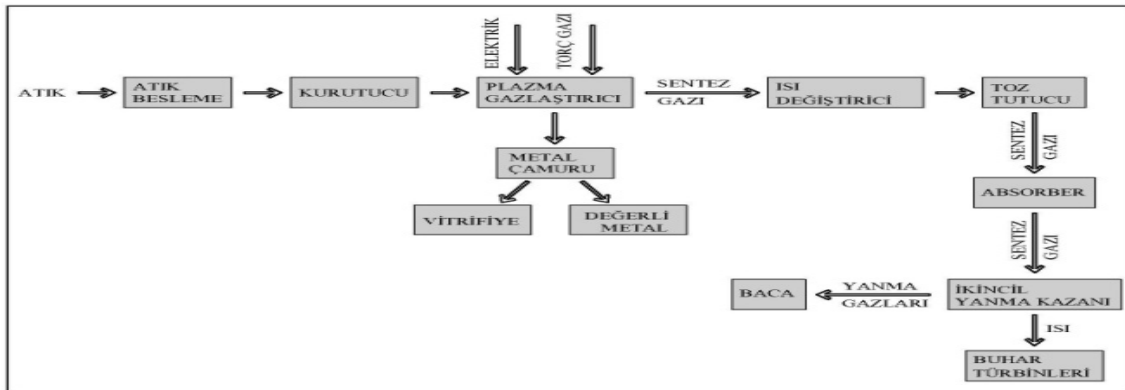 ELEKTRİK
TORÇ GAZI
ATIK
ATIK
BESLEME
KURUTUCU
PLAZMA
GAZLAŞTIRICI
SENTEZ
GAZI
ISI
DEĞİŞTİRİCİ
TOZ
TUTUCU
SENTEZ
GAZI
METAL
ÇAMURU
VİTRİFİYE
DEĞERLİ
METAL
ABSORBER
SENTEZ
GAZI
BACA
YANMA
GAZLARI
İKİNCİL
YANMA KAZANI
ISI
BUHAR
TÜRBİNLERİ